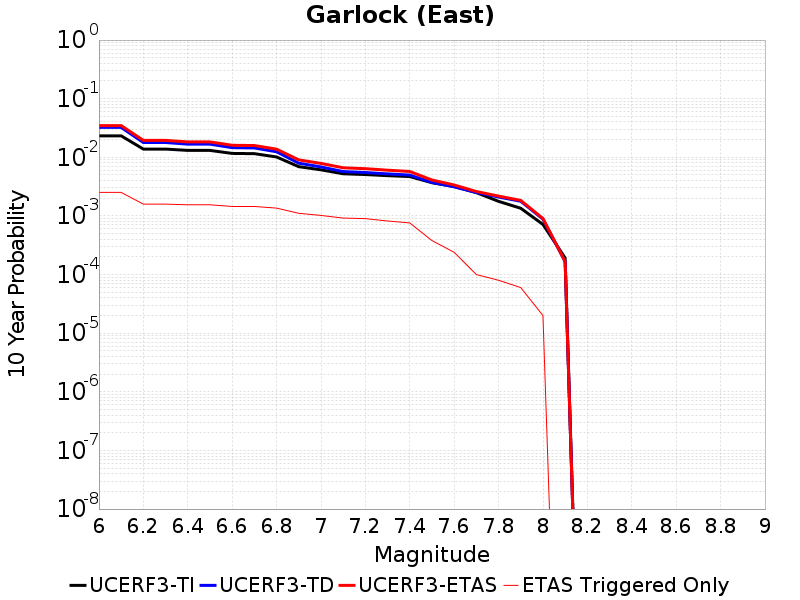 Garlock (East)
10 Year Probability
10^0
10^-1
10^-2
10^-3
10^-4
10^-5
10^-6
10^-7
10^-8
6 6.2 6.4 6.6 6.8 7 7.2 7.4 7.6 7.8 8 8.2 8.4 8.6 8.8 9
Magnitude
UCERF3-TI UCERF3-TD UCERF3-ETAS ETAS Triggered Only